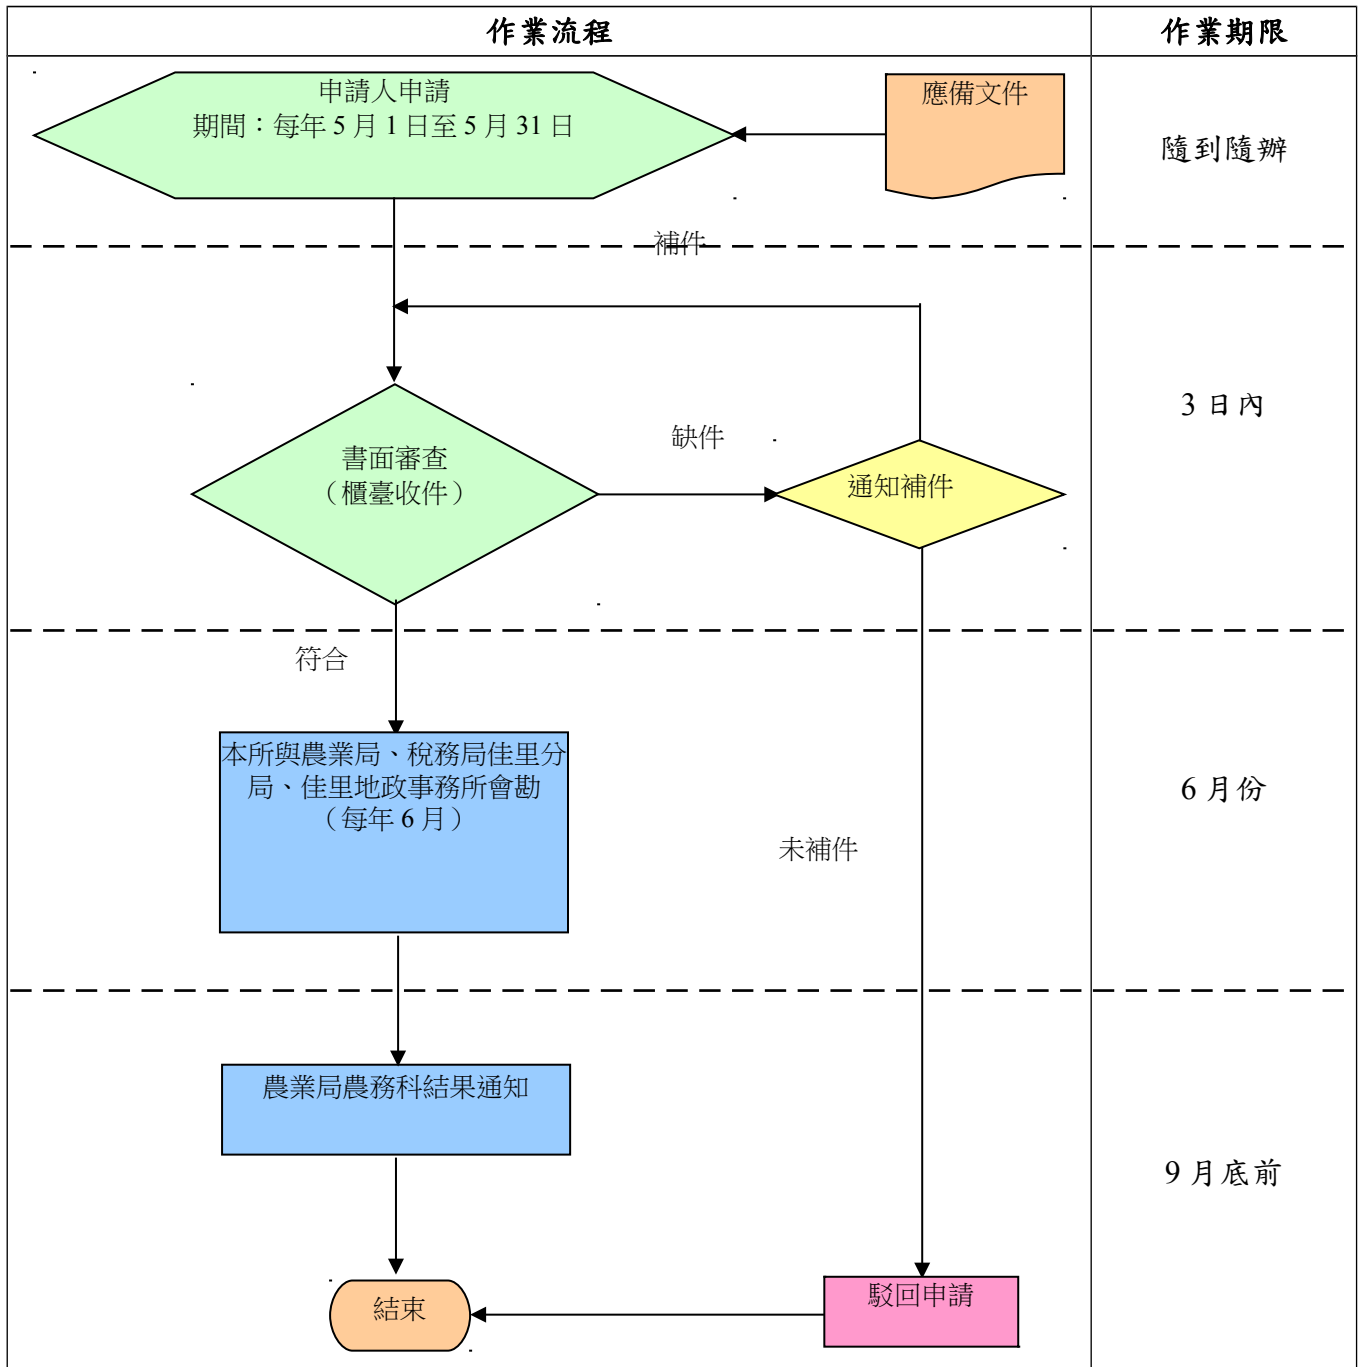 作業流程
作業期限
申請人申請
期間：每年 5 月 1 日至 5 月 31 日
應備文件
隨到隨辦
補件
3 日內
書面審查
（櫃臺收件）
缺件
通知補件
符合
本所與農業局、稅務局佳里分
局、佳里地政事務所會勘
（每年 6 月）
6 月份
未補件
農業局農務科結果通知
9 月底前
結束
駁回申請